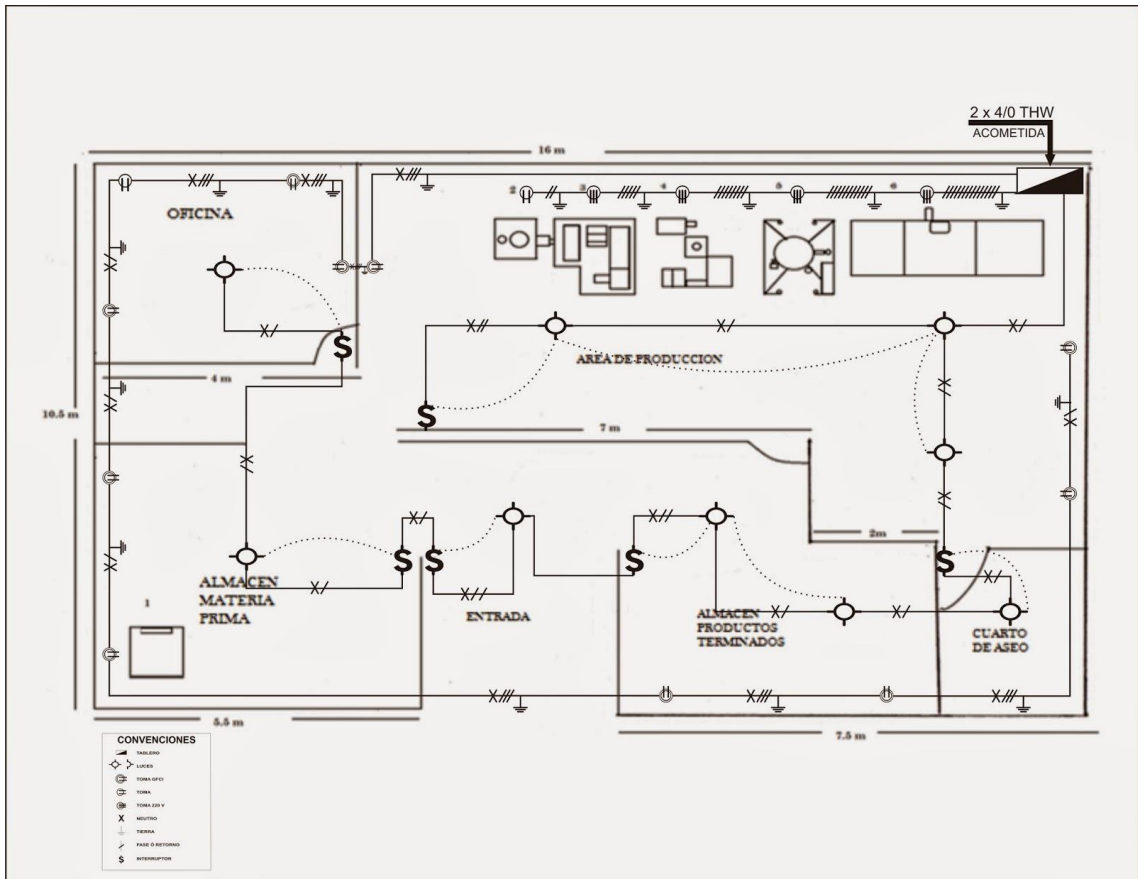 2 x 4/0 THW
ACOMETIDA
16 m
OFICINA
2
3
4
5
6
S
AREA DE PRODUCCION
4 m
10.5 m
S
7 m
2m
S
S
S
S
ALMACEN
MATERIA
PRIMA
1
ENTRADA
ALMACEN
PRODUCTOS
TERMINADOS
CUARTO
DE ASEO
5.5 m
7.5 m
CONVENCIONES
TABLERO
LUCES
TOMA GFCI
TOMA
TOMA 220 V
X NEUTRO
TIERRA
FASE Ó RETORNO
S INTERRUPTOR